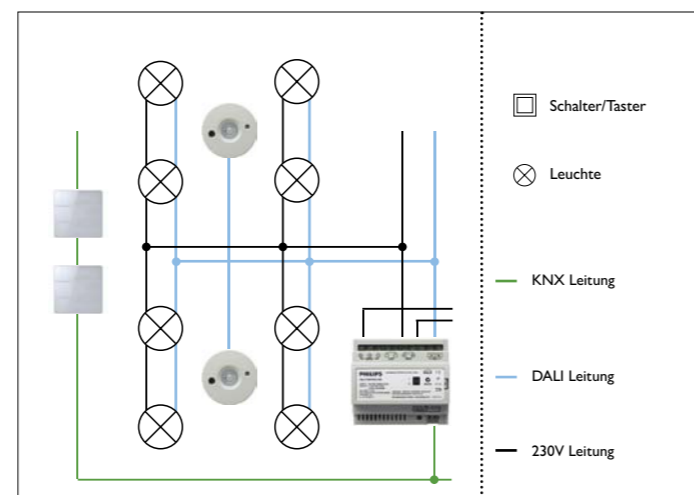 Schalter/Taster
Leuchte
KNX Leitung
DALI Leitung
230V Leitung
PHILIPS